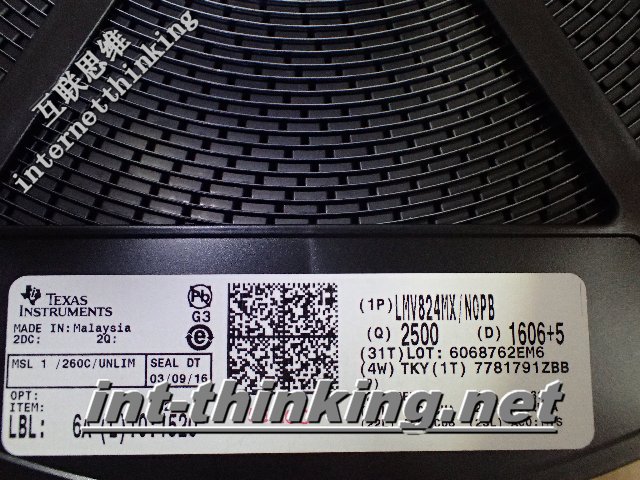 互联思维
internetthinking
TEXAS
INSTRUMENTS
MADE IN: Malaysia
2DC: 2Q:
MSL 1 /260C/UNLIM
SEAL DT
03/09/16
OPT:
ITEM:
LBL: 6A
Pb
G3
e
(1P)LMV824MX/NOPB
(Q) 2500 (D) 1606+5
(31T)LOT: 6068762EM6
(4W) TKY(1T) 7781791ZBB
int-thinking.net